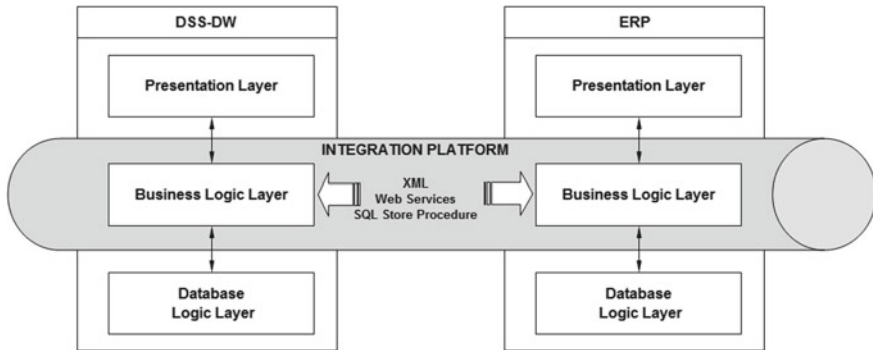 DSS-DW
ERP
Presentation Layer
Presentation Layer
INTEGRATION PLATFORM
Business Logic Layer
XML
Web Services
SQL Store Procedure
Business Logic Layer
Database
Logic Layer
Database
Logic Layer